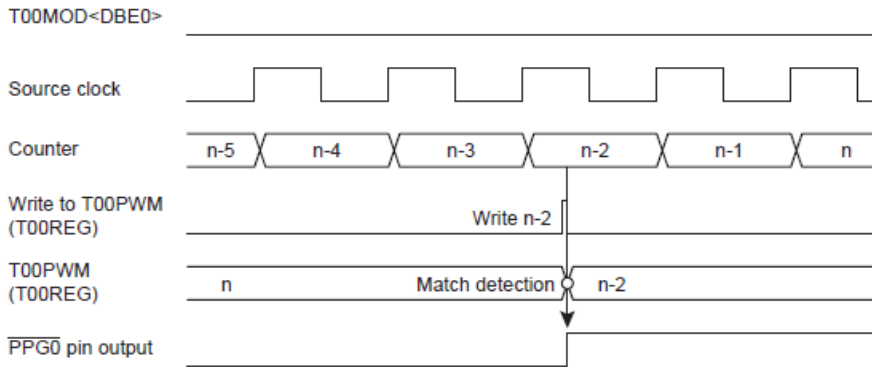 T00MOD<DBE0>
Source clock
Counter n-5 n-4 n-3 n-2 n-1 n
Write to T00PWM
(T00REG)
Write n-2
T00PWM
(T00REG)
n Match detection n-2
PPG0 pin output